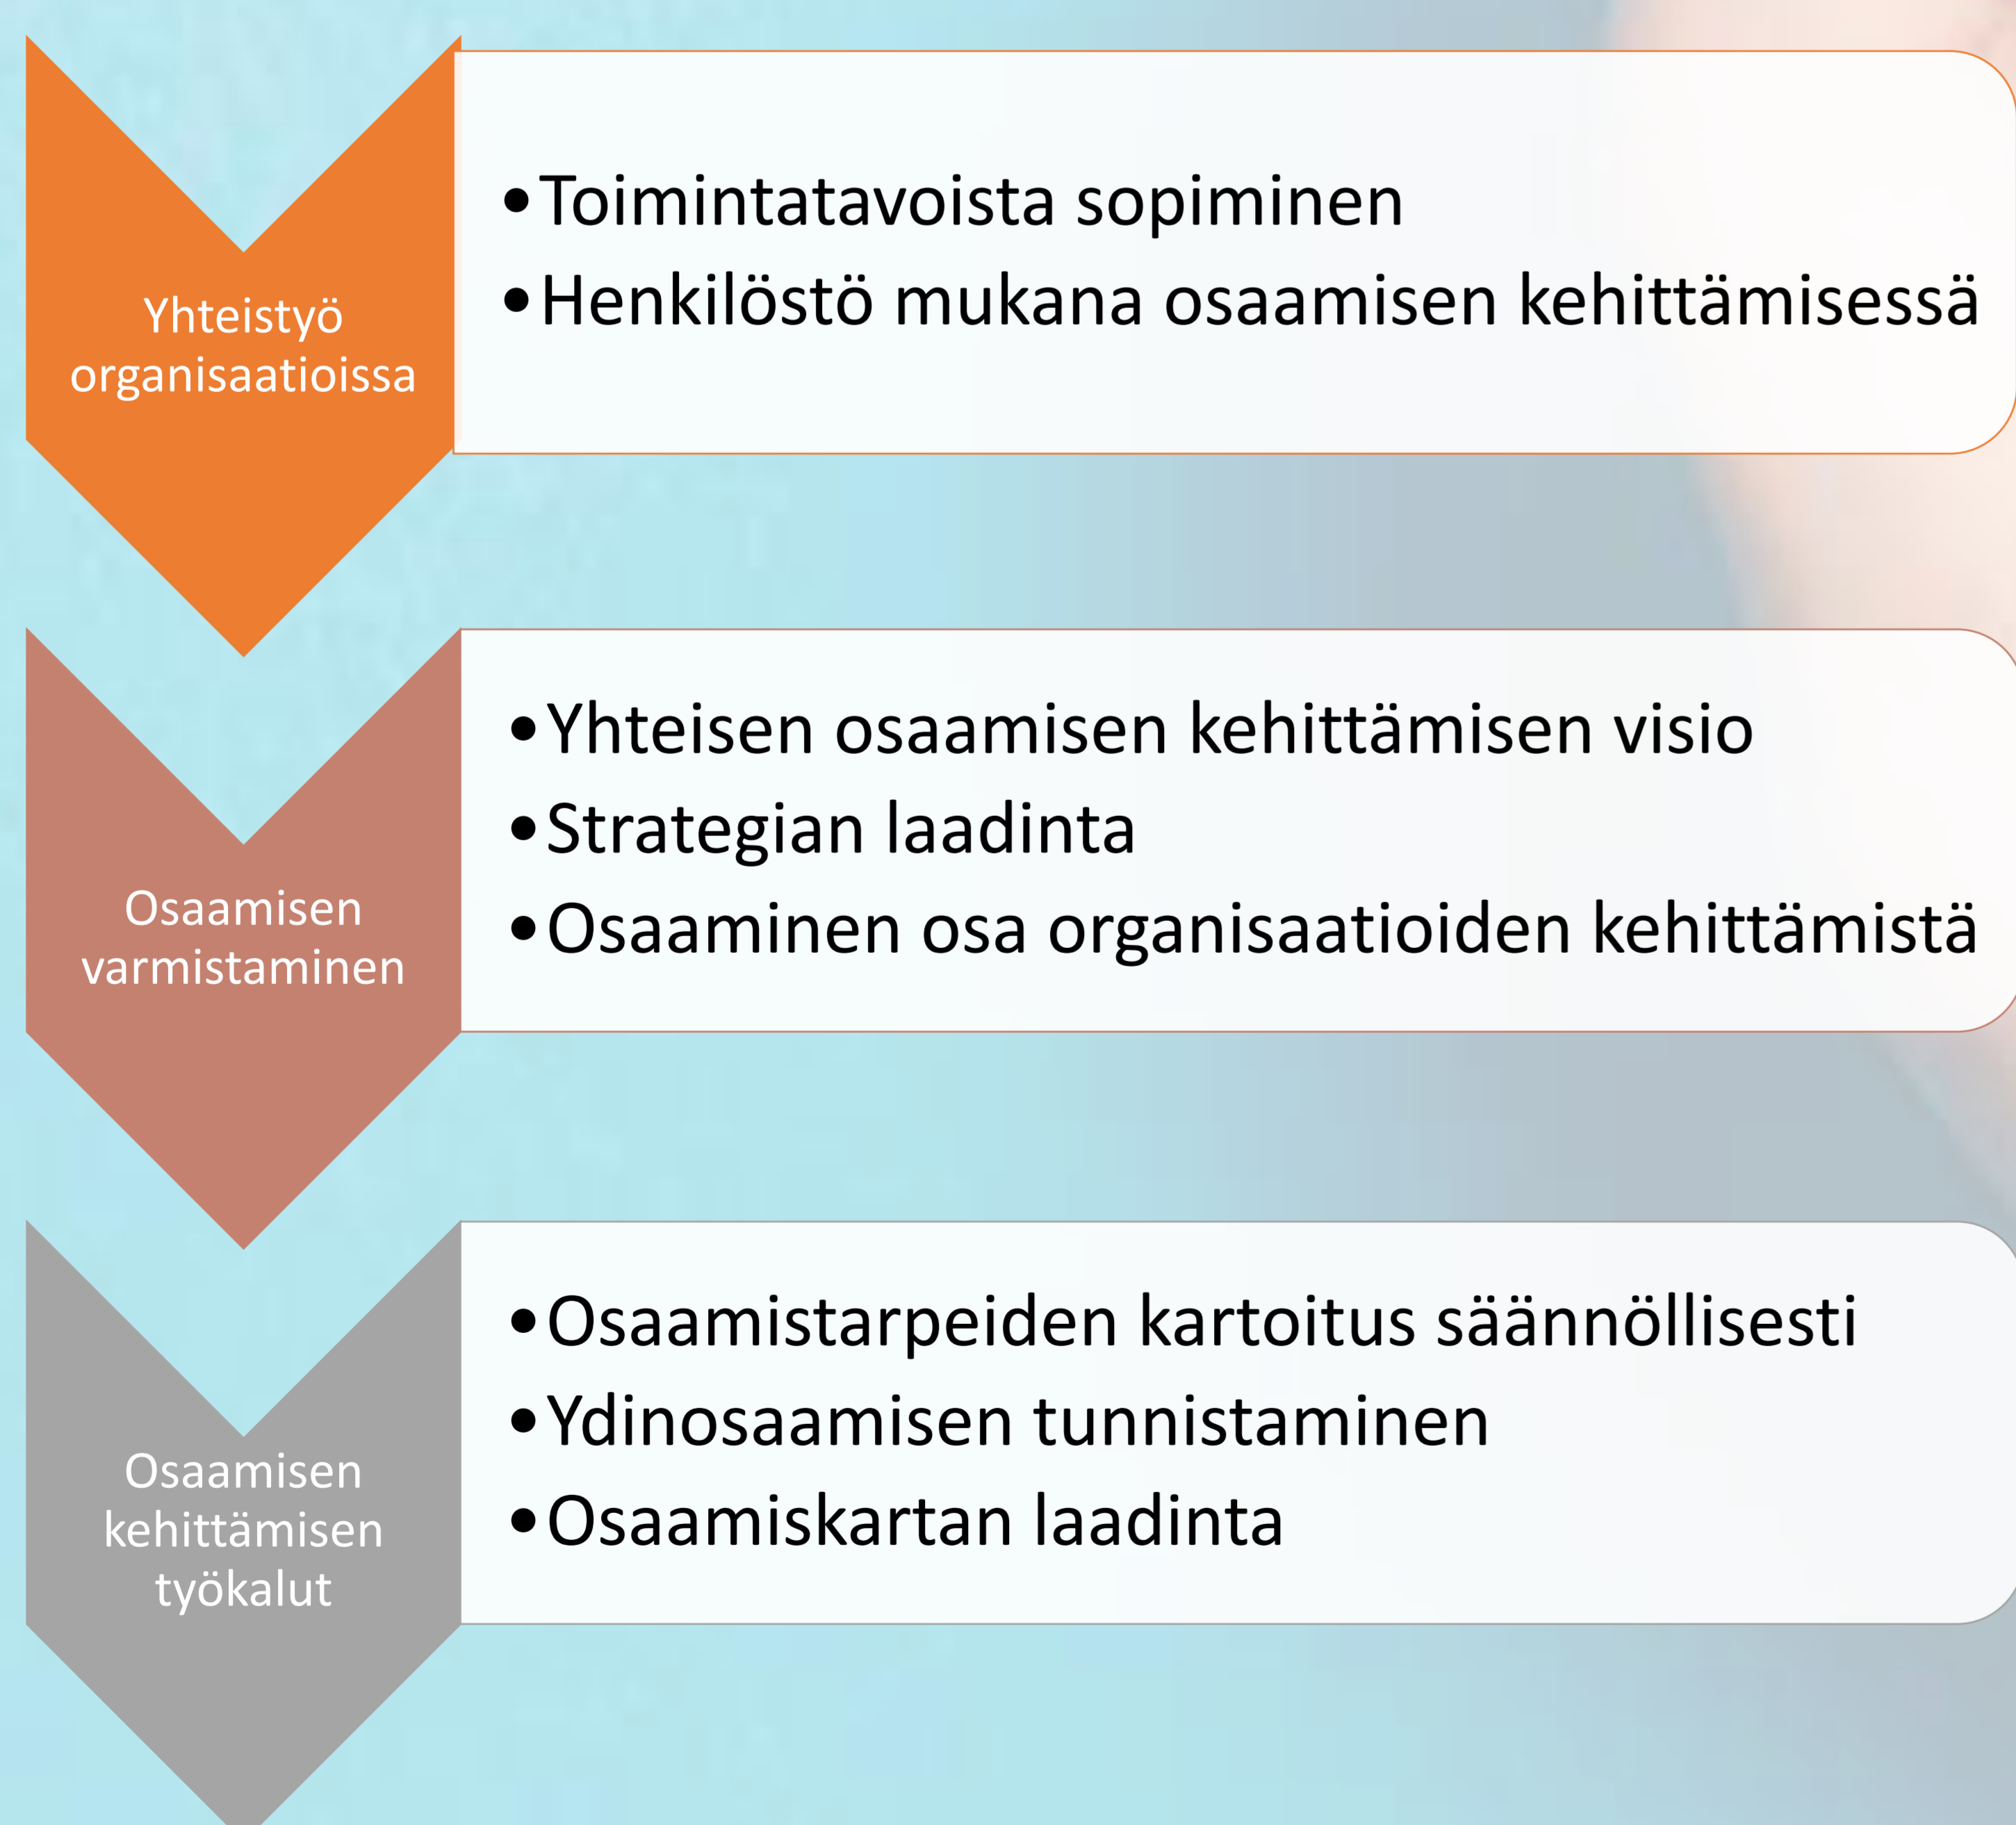 Yhteistyö
organisaatioissa
•Toimintatavoista sopiminen
•Henkilöstö mukana osaamisen kehittämisessä
Osaamisen
varmistaminen
•Yhteisen osaamisen kehittämisen visio
•Strategian laadinta
•Osaaminen osa organisaatioiden kehittämistä
Osaamisen
kehittämisen
työkalut
•Osaamistarpeiden kartoitus säännöllisesti
•Ydinosaamisen tunnistaminen
•Osaamiskartan laadinta